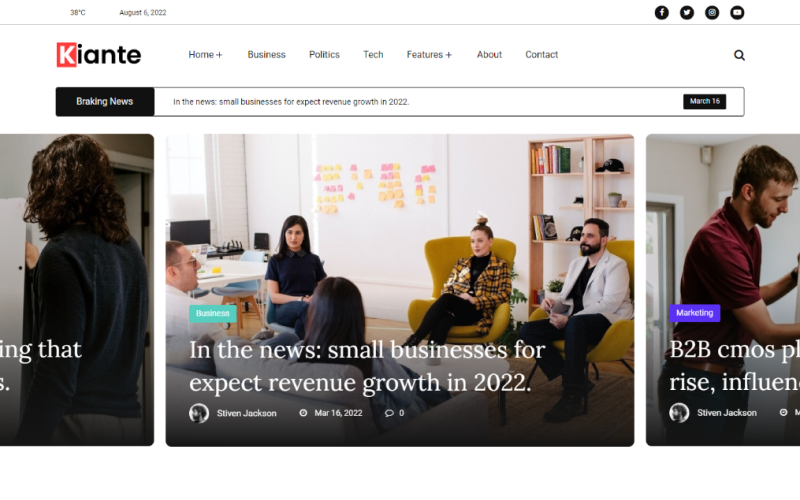 38°C August 6, 2022
Kiante
Home + Business Politics Tech Features + About Contact
Braking News In the news: small businesses for expect revenue growth in 2022. March 16
ing that
s.
Business
In the news: small businesses for
expect revenue growth in 2022.
Stiven Jackson Mar 16, 2022 0
Marketing
B2B cmos pl
rise, influen
Stiven Jackson M